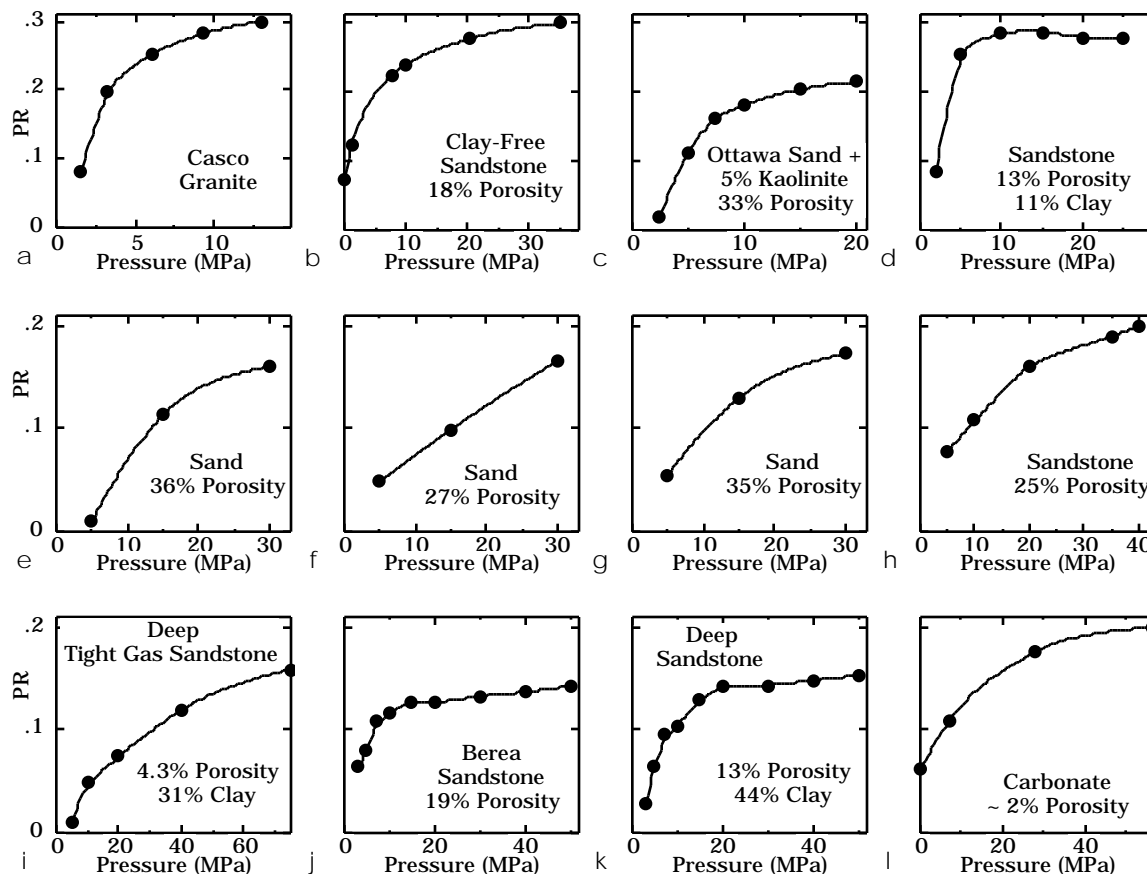 .3
.2
.1
0
PR
Casco
Granite
5
10
a
Pressure (MPa)
Clay-Free
Sandstone
18% Porosity
0
10
20
30
b
Pressure (MPa)
Ottawa Sand +
5% Kaolinite
33% Porosity
0
10
20
c
Pressure (MPa)
Sandstone
13% Porosity
11% Clay
0
10
20
d
Pressure (MPa)
.2
.1
0
PR
Sand
36% Porosity
0
10
20
30
e
Pressure (MPa)
Sand
27% Porosity
0
10
20
30
f
Pressure (MPa)
Sand
35% Porosity
0
10
20
30
g
Pressure (MPa)
Sandstone
25% Porosity
0
10
20
30
40
h
Pressure (MPa)
.2
.1
0
PR
Deep
Tight Gas Sandstone
4.3% Porosity
31% Clay
0
20
40
60
i
Pressure (MPa)
Berea
Sandstone
19% Porosity
0
20
40
j
Pressure (MPa)
Deep
Sandstone
13% Porosity
44% Clay
0
20
40
k
Pressure (MPa)
Carbonate
~ 2% Porosity
0
20
40
l
Pressure (MPa)